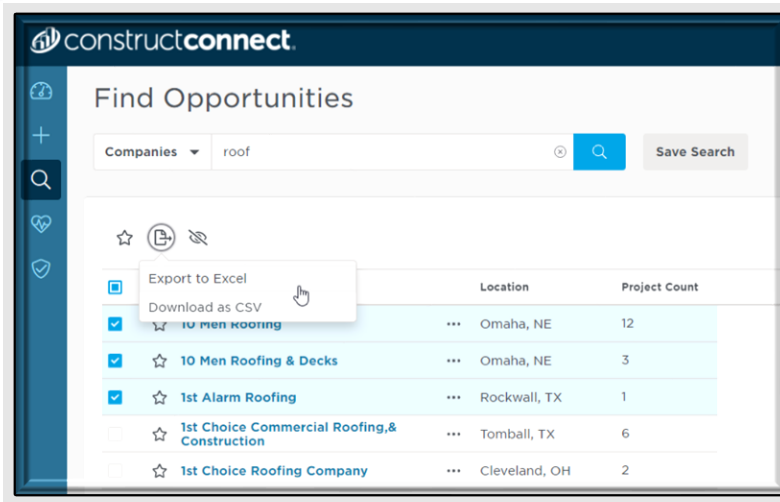 constructconnect.
Find Opportunities
Companies roof Save Search
Export to Excel
Download as CSV
Location Project Count
10 Men Roofing ••• Omaha, NE 12
10 Men Roofing & Decks ••• Omaha, NE 3
1st Alarm Roofing ••• Rockwall, TX 1
1st Choice Commercial Roofing,&
Construction ••• Tomball, TX 6
1st Choice Roofing Company ••• Cleveland, OH 2